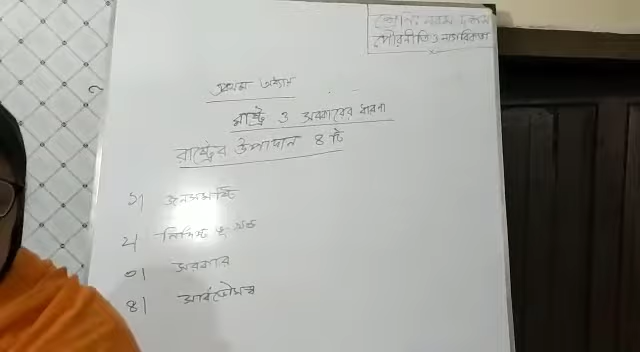 শ্রেণি: নবম দশম
পৌরনীতি ও নাগরিকতা
প্রথম অধ্যায়
রাষ্ট্র ও সরকারের ধারণা
রাষ্ট্রের উপাদান ৪ টি
১। জনসমষ্টি
২। নির্দিষ্ট ভূখন্ড
৩। সরকার
৪। সার্বভৌমত্ব